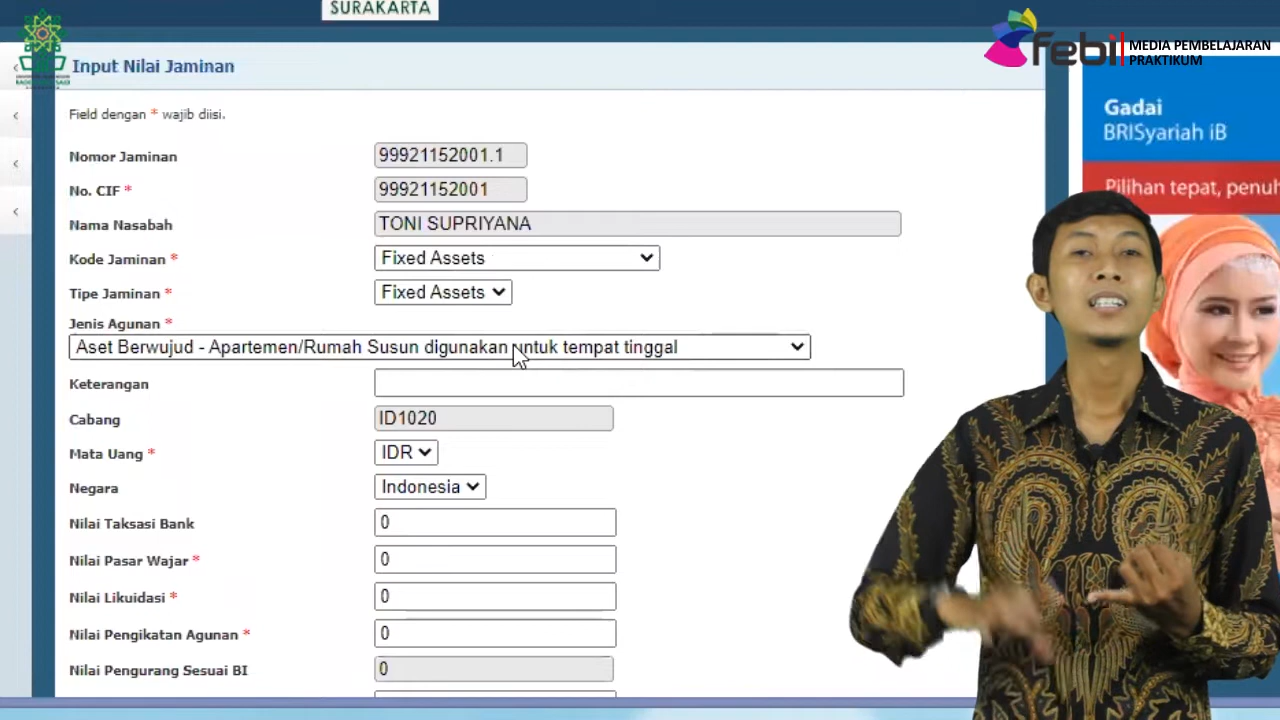 SURAKARTA
febi
MEDIA PEMBELAJARAN
PRAKTIKUM
Input Nilai Jaminan
Field dengan * wajib diisi.
Nomor Jaminan 99921152001.1
No. CIF * 99921152001
Nama Nasabah TONI SUPRIYANA
Kode Jaminan * Fixed Assets
Tipe Jaminan * Fixed Assets
Jenis Agunan *
Aset Berwujud - Apartemen/Rumah Susun digunakan untuk tempat tinggal
Keterangan
Cabang ID1020
Mata Uang * IDR
Negara Indonesia
Nilai Taksasi Bank 0
Nilai Pasar Wajar * 0
Nilai Likuidasi * 0
Nilai Pengikatan Agunan * 0
Nilai Pengurang Sesuai BI 0
Gadai
BRISyariah iB
Pilihan tepat, penuh